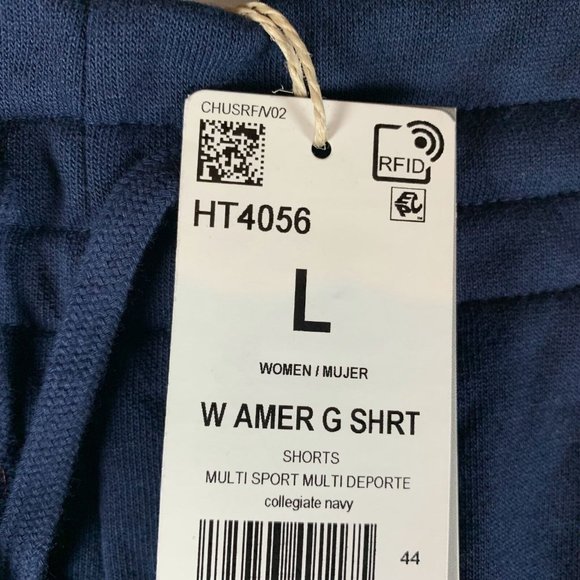 CHUSRF/V02
RFID
HT4056
L
WOMEN / MUJER
W AMER G SHRT
SHORTS
MULTI SPORT MULTI DEPORTE
collegiate navy
44